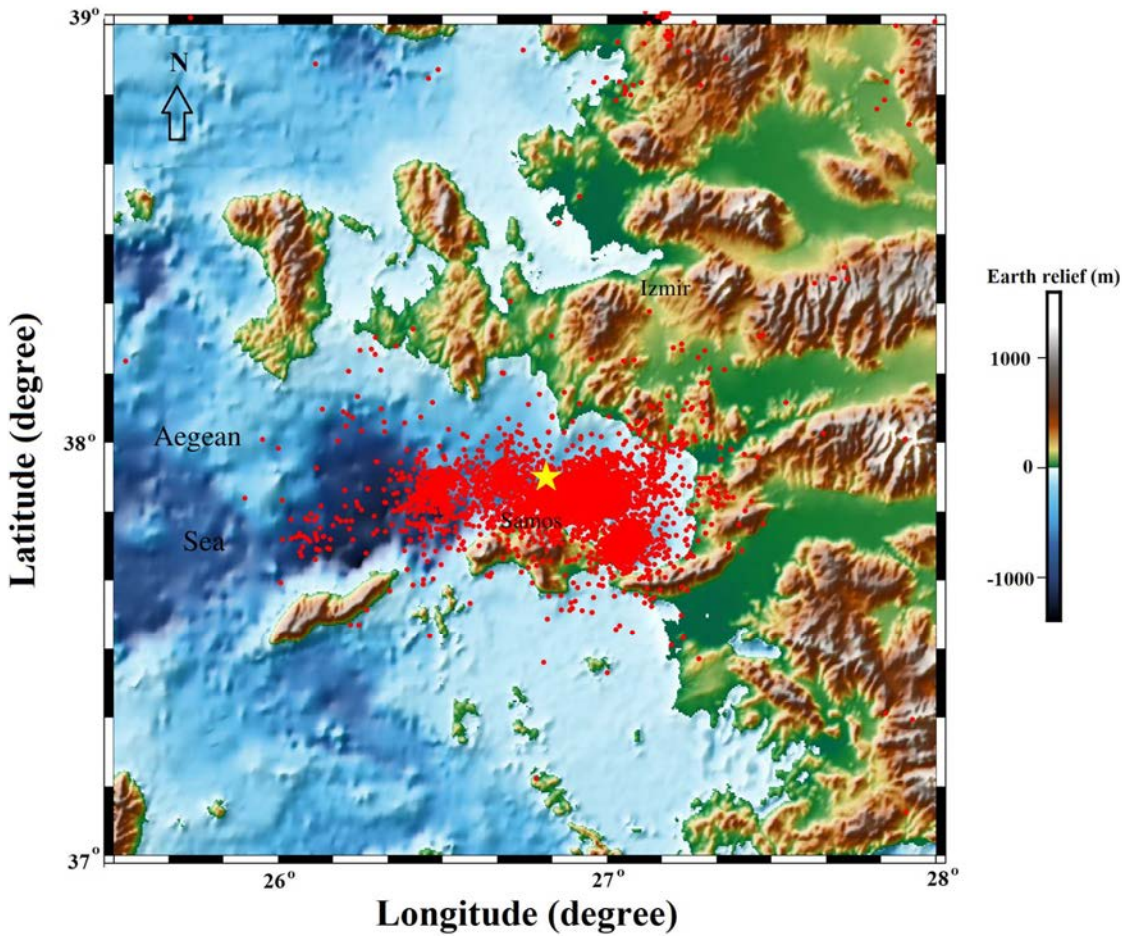 39°
N
Izmir
Earth relief (m)
1000
Aegean
38°
0
Samos
Sea
-1000
Latitude (degree)
37°
26°
27°
28°
Longitude (degree)